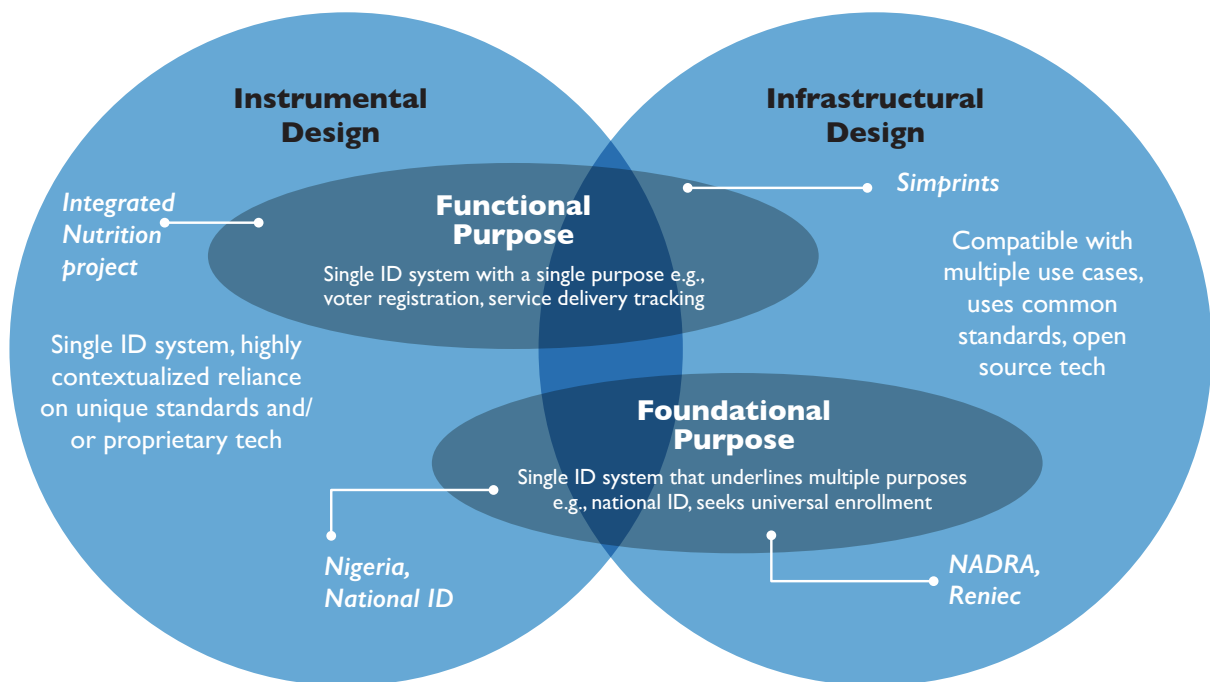 Instrumental
Design
Infrastructural
Design
Integrated
Nutrition
project
Functional
Purpose
Single ID system with a single purpose e.g.,
voter registration, service delivery tracking
Simprints
Compatible with
multiple use cases,
uses common
standards, open
source tech
Single ID system, highly
contextualized reliance
on unique standards and/
or proprietary tech
Foundational
Purpose
Single ID system that underlines multiple purposes
e.g., national ID, seeks universal enrollment
Nigeria,
National ID
NADRA,
Reniec